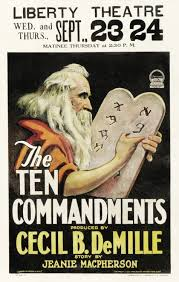 LIBERTY THEATRE
WED. AND THURS., SEPT., 23 24
MATINEE THURSDAY at 2:30 P. M.
The
TEN
COMMANDMENTS
PRODUCED BY
CECIL B. DeMILLE
STORY BY
JEANIE MACPHERSON